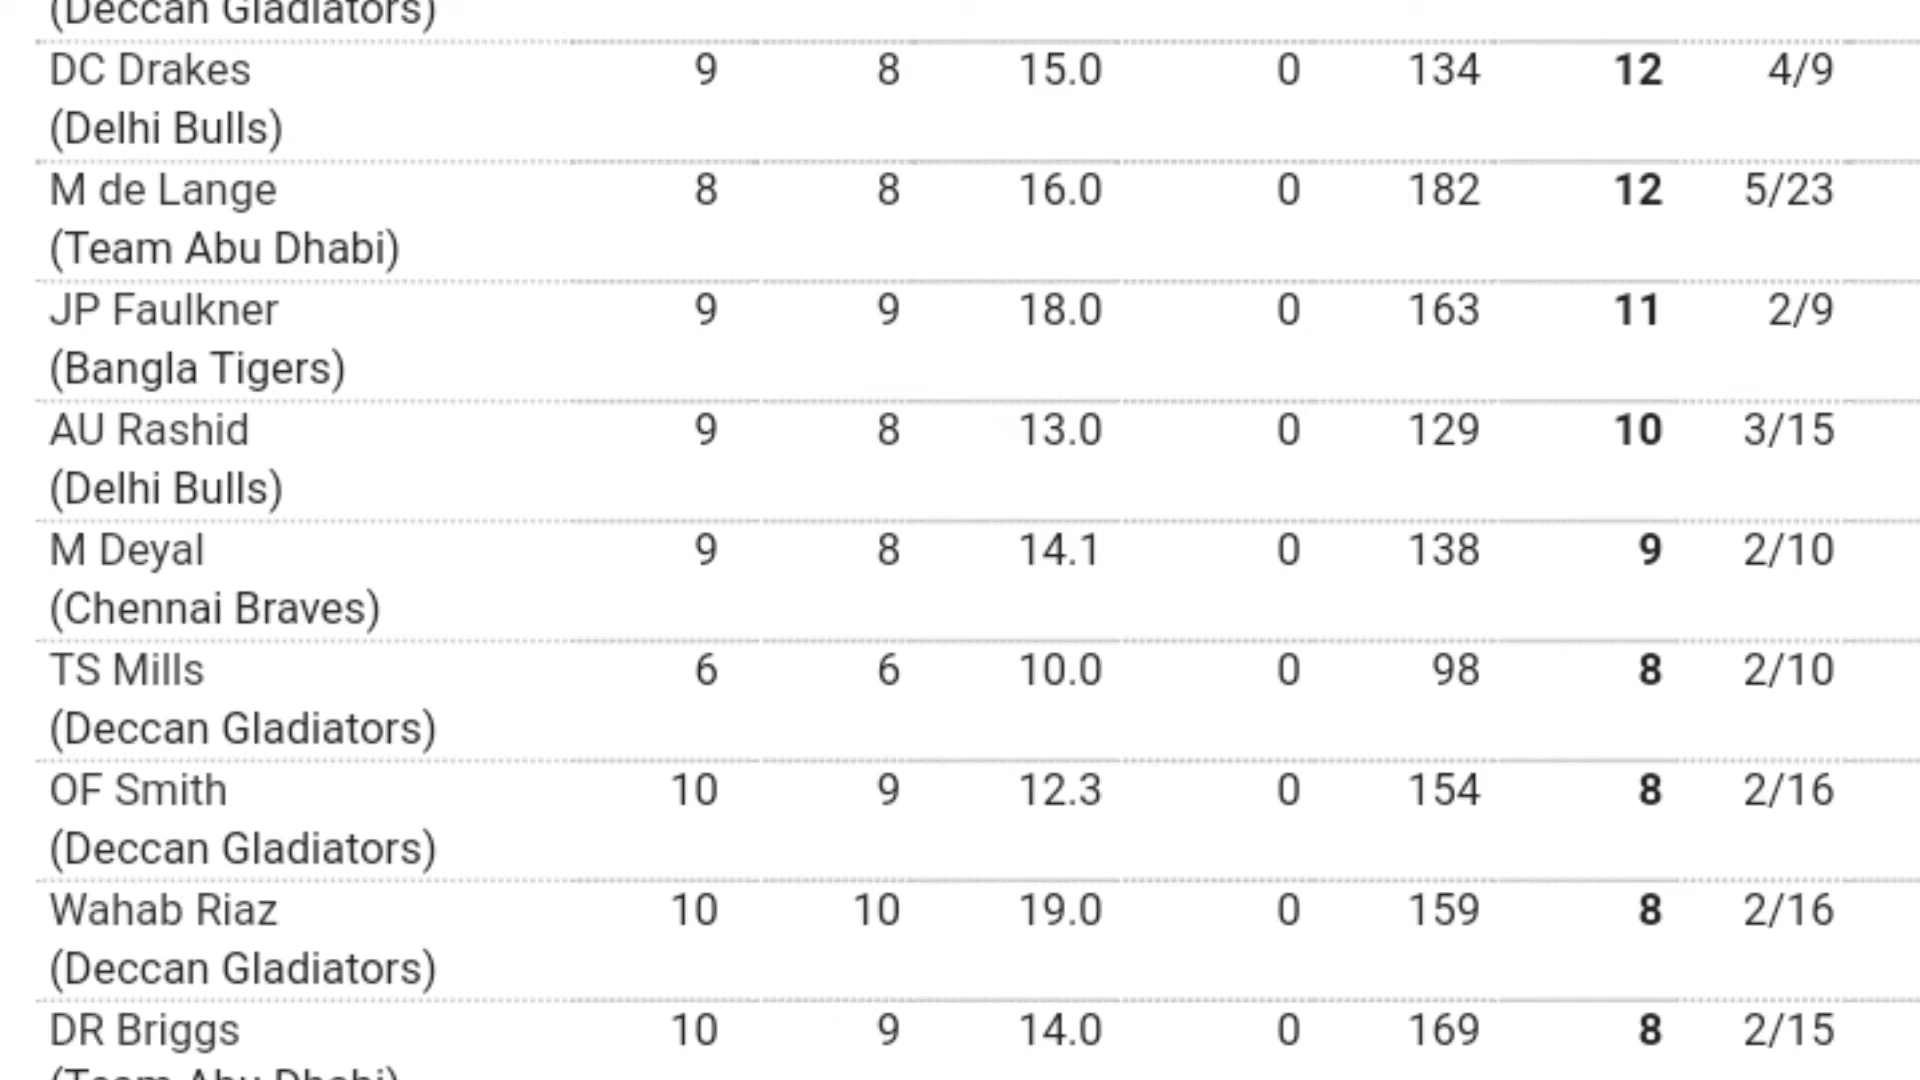 (Deccan Gladiators)
DC Drakes 9 8 15.0 0 134 12 4/9
(Delhi Bulls)
M de Lange 8 8 16.0 0 182 12 5/23
(Team Abu Dhabi)
JP Faulkner 9 9 18.0 0 163 11 2/9
(Bangla Tigers)
AU Rashid 9 8 13.0 0 129 10 3/15
(Delhi Bulls)
M Deyal 9 8 14.1 0 138 9 2/10
(Chennai Braves)
TS Mills 6 6 10.0 0 98 8 2/10
(Deccan Gladiators)
OF Smith 10 9 12.3 0 154 8 2/16
(Deccan Gladiators)
Wahab Riaz 10 10 19.0 0 159 8 2/16
(Deccan Gladiators)
DR Briggs 10 9 14.0 0 169 8 2/15
(Team Abu Dhabi)